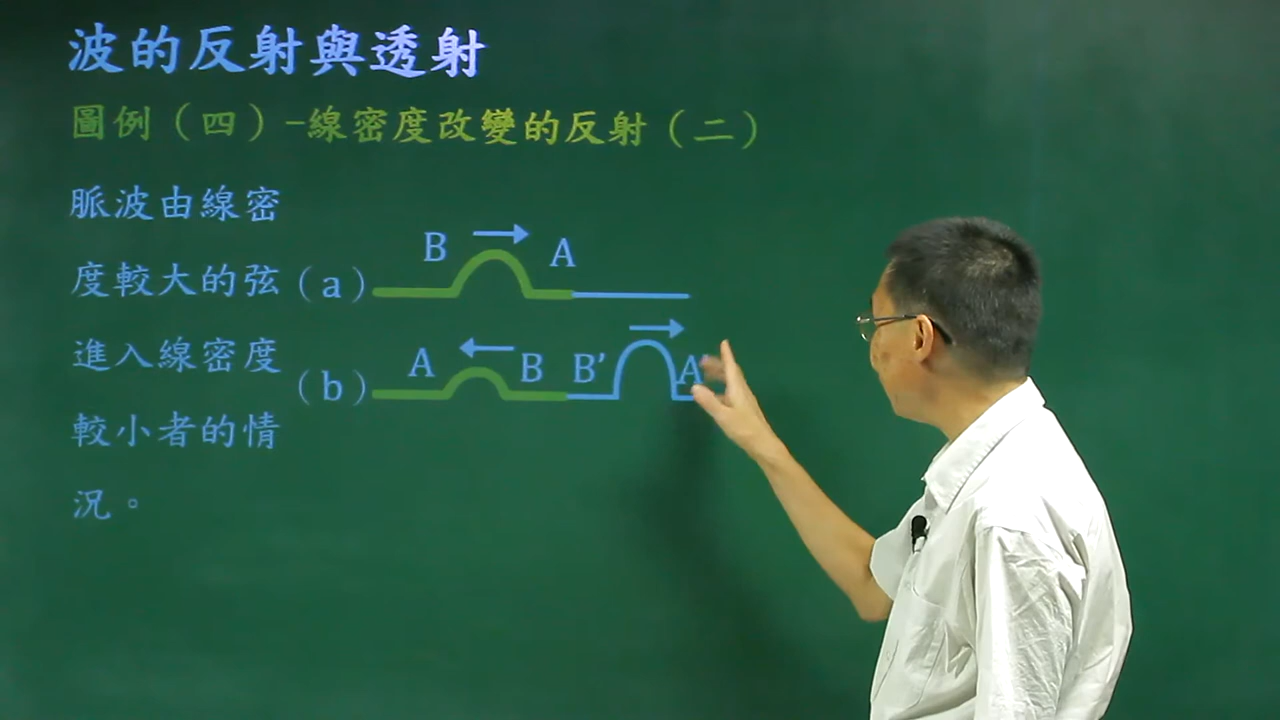 波的反射與透射
圖例（四）-線密度改變的反射（二）
脈波由線密
度較大的弦
進入線密度
較小者的情
況。
B A
(a)
A B B′ A
(b)